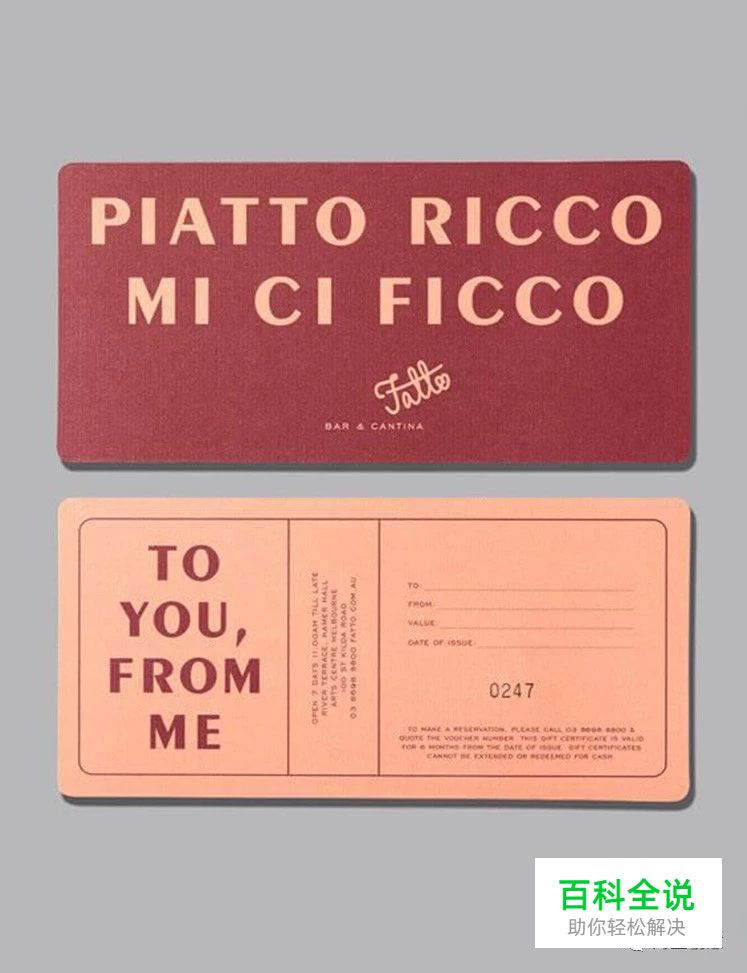 PIATTO RICCO
MI CI FICCO
Fatto
BAR & CANTINA
TO
YOU,
FROM
ME
OPEN 7 DAYS 11:00AM TILL LATE
RIVER TERRACE, HAMER HALL
ARTS CENTRE MELBOURNE
100 ST KILDA ROAD
03 8698 8800 FATTO.COM.AU
TO:
FROM:
VALUE:
DATE OF ISSUE:
0247
TO MAKE A RESERVATION, PLEASE CALL 03 8698 8800 &
QUOTE THE VOUCHER NUMBER. THIS GIFT CERTIFICATE IS VALID
FOR 6 MONTHS FROM THE DATE OF ISSUE. GIFT CERTIFICATES
CANNOT BE EXTENDED OR REDEEMED FOR CASH
百科全说
助你轻松解决